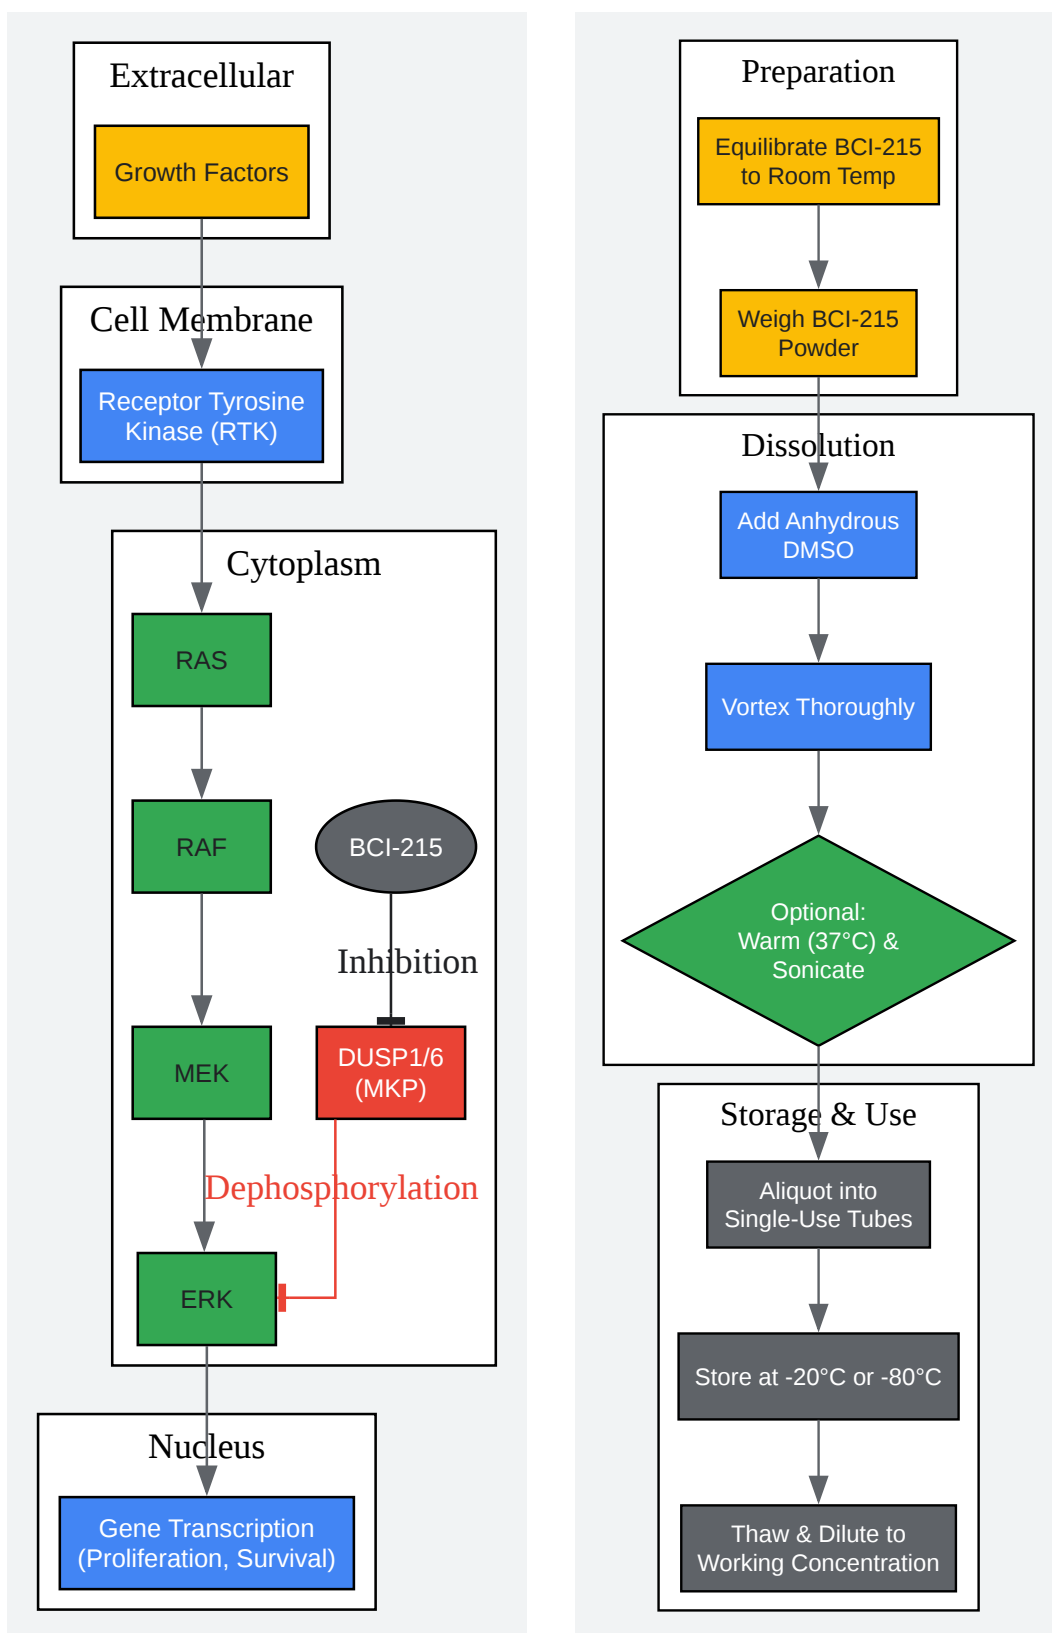 Extracellular
Growth Factors
Cell Membrane
Receptor Tyrosine
Kinase (RTK)
Cytoplasm
RAS
RAF
BCI-215
Inhibition
MEK
DUSP1/6
(MKP)
Dephosphorylation
ERK
Nucleus
Gene Transcription
(Proliferation, Survival)
Preparation
Equilibrate BCI-215
to Room Temp
Weigh BCI-215
Powder
Dissolution
Add Anhydrous
DMSO
Vortex Thoroughly
Optional:
Warm (37°C) &
Sonicate
Storage & Use
Aliquot into
Single-Use Tubes
Store at -20°C or -80°C
Thaw & Dilute to
Working Concentration